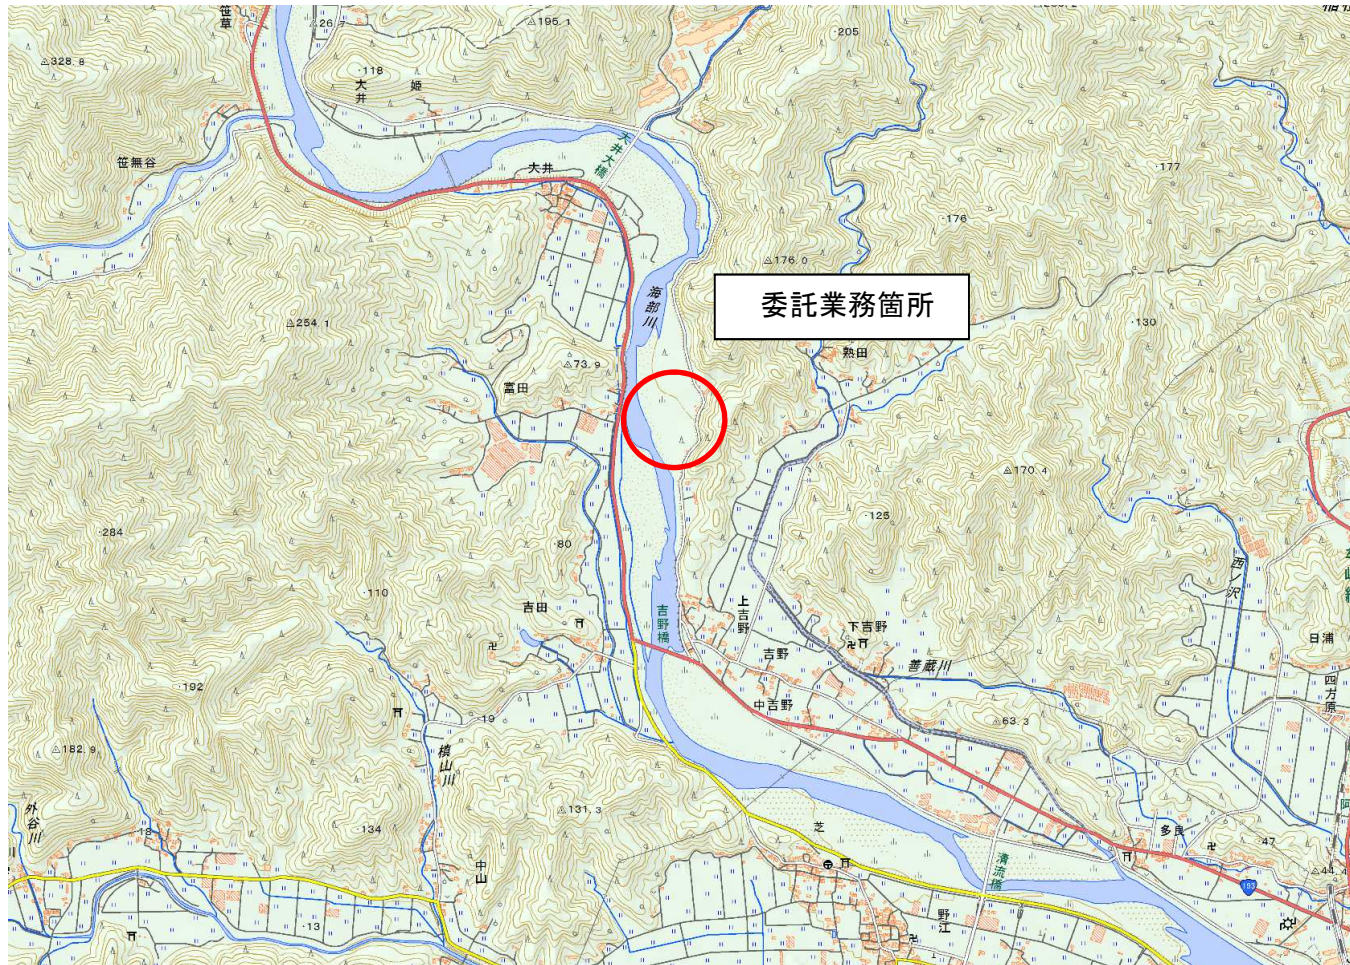 笹草
△26.7
△195.1
・205
△328.8
・118
大井
姫
大井大橋
笹無谷
大井
・177
・176
△176.0
海部川
委託業務箇所
△254.1
・130
熱田
△73.9
富田
△170.4
・125
・284
・80
西ノ沢
・110
吉田
吉野橋
上吉野
下吉野
日浦
吉野
善蔵川
四方原
・192
中吉野
・19
△63.3
△182.9
槙山川
外谷川
△131.3
芝
・18
・134
多良
・47
中山
清流橋
193
野江
・13